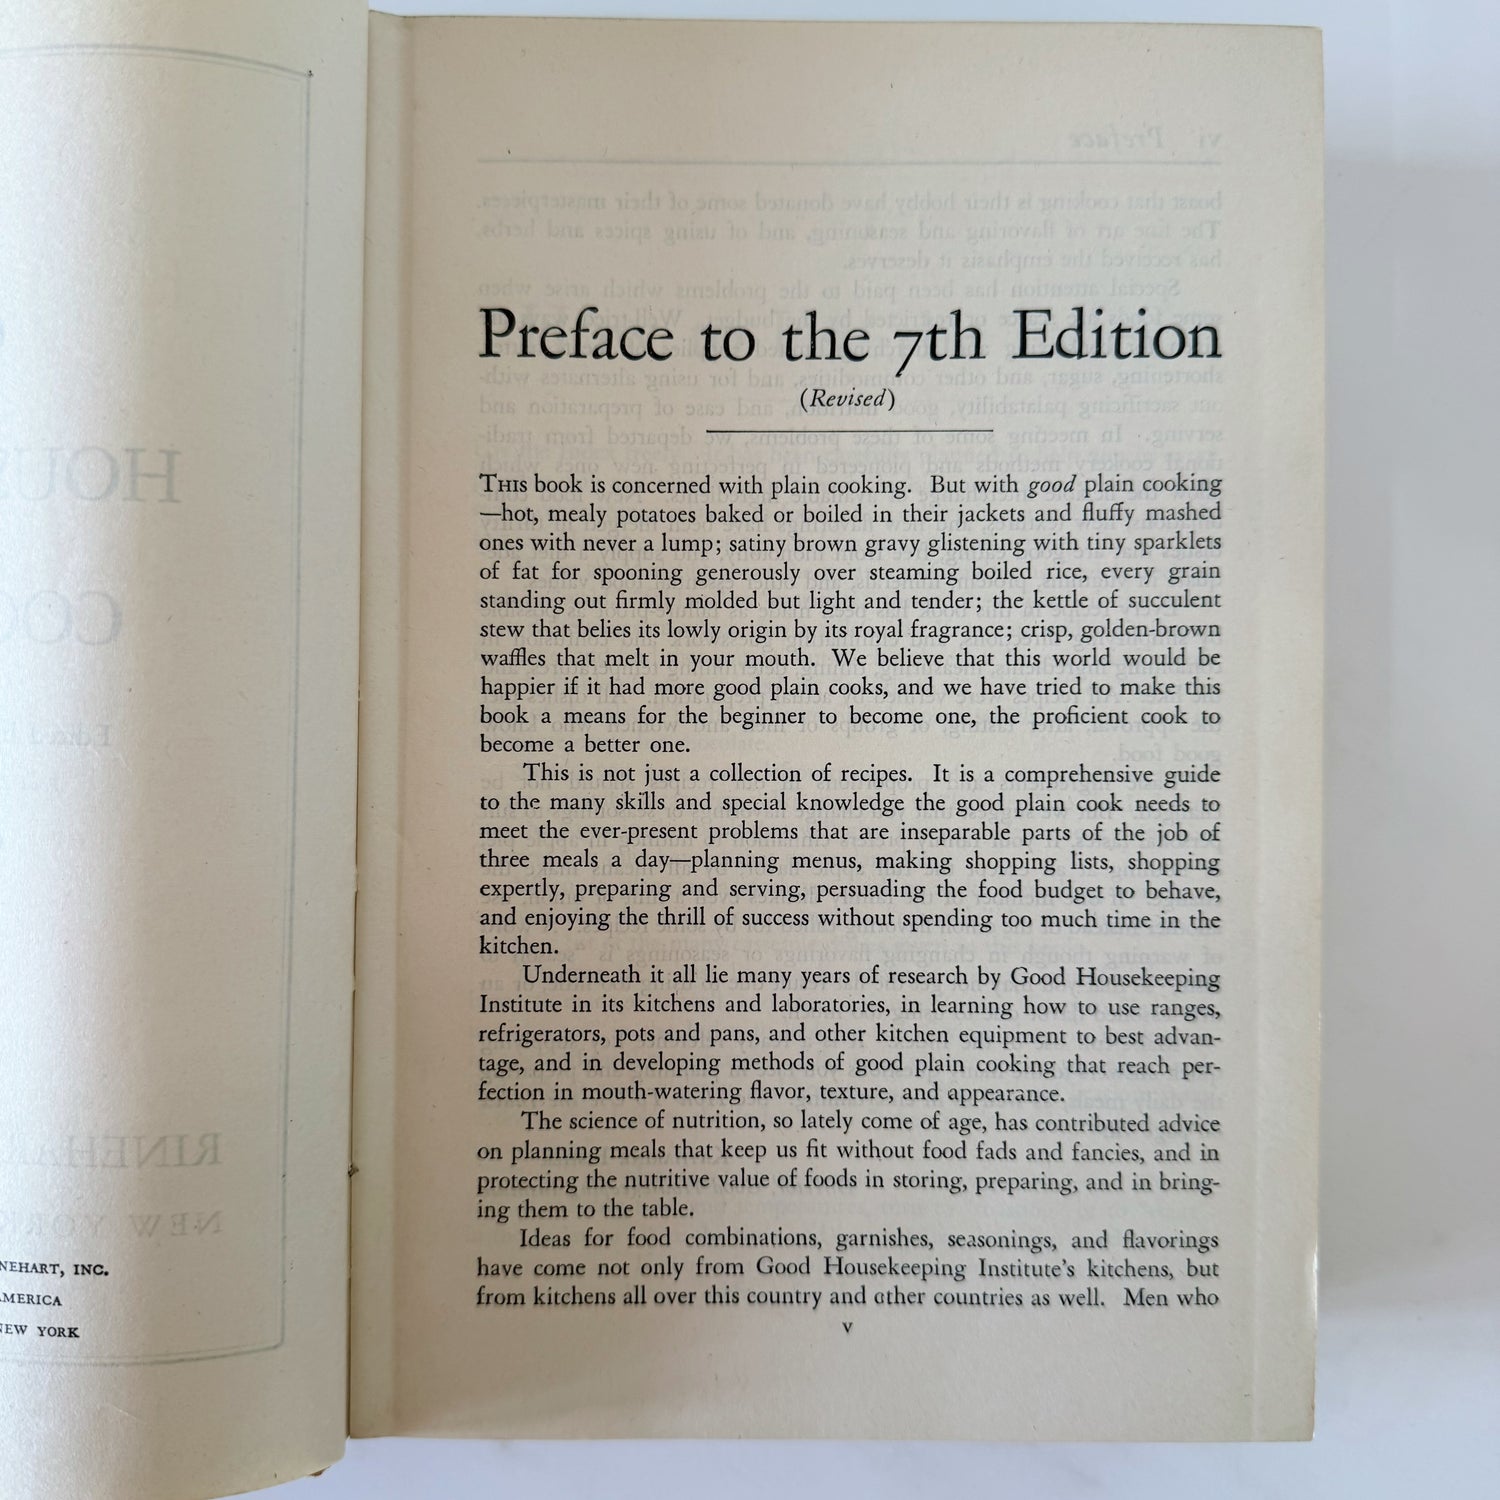 NEHART, INC.
AMERICA
NEW YORK
Preface to the 7th Edition
(Revised)
THIS book is concerned with plain cooking. But with good plain cooking
—hot, mealy potatoes baked or boiled in their jackets and fluffy mashed
ones with never a lump; satiny brown gravy glistening with tiny sparklets
of fat for spooning generously over steaming boiled rice, every grain
standing out firmly molded but light and tender; the kettle of succulent
stew that belies its lowly origin by its royal fragrance; crisp, golden-brown
waffles that melt in your mouth. We believe that this world would be
happier if it had more good plain cooks, and we have tried to make this
book a means for the beginner to become one, the proficient cook to
become a better one.
This is not just a collection of recipes. It is a comprehensive guide
to the many skills and special knowledge the good plain cook needs to
meet the ever-present problems that are inseparable parts of the job of
three meals a day—planning menus, making shopping lists, shopping
expertly, preparing and serving, persuading the food budget to behave,
and enjoying the thrill of success without spending too much time in the
kitchen.
Underneath it all lie many years of research by Good Housekeeping
Institute in its kitchens and laboratories, in learning how to use ranges,
refrigerators, pots and pans, and other kitchen equipment to best advan-
tage, and in developing methods of good plain cooking that reach per-
fection in mouth-watering flavor, texture, and appearance.
The science of nutrition, so lately come of age, has contributed advice
on planning meals that keep us fit without food fads and fancies, and in
protecting the nutritive value of foods in storing, preparing, and in bring-
ing them to the table.
Ideas for food combinations, garnishes, seasonings, and flavorings
have come not only from Good Housekeeping Institute's kitchens, but
from kitchens all over this country and other countries as well. Men who
v